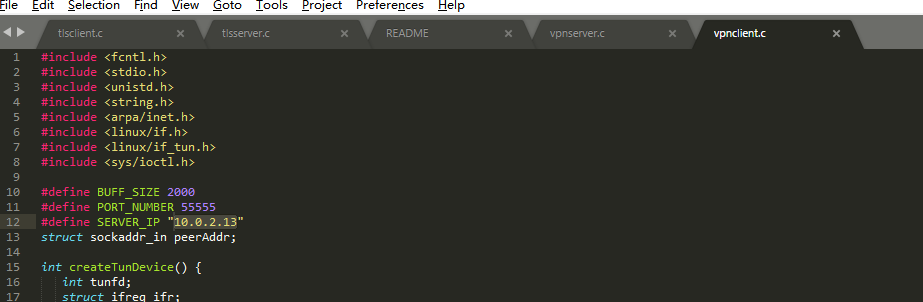 File Edit Selection Find View Goto Tools Project Preferences Help
tlsclient.c × tlsserver.c × README × vpnserver.c × vpnclient.c ×
1 #include <fcntl.h>
2 #include <stdio.h>
3 #include <unistd.h>
4 #include <string.h>
5 #include <arpa/inet.h>
6 #include <linux/if.h>
7 #include <linux/if_tun.h>
8 #include <sys/ioctl.h>
9
10 #define BUFF_SIZE 2000
11 #define PORT_NUMBER 55555
12 #define SERVER_IP "10.0.2.13"
13 struct sockaddr_in peerAddr;
14
15 int createTunDevice() {
16 int tunfd;
17 struct ifreq ifr;